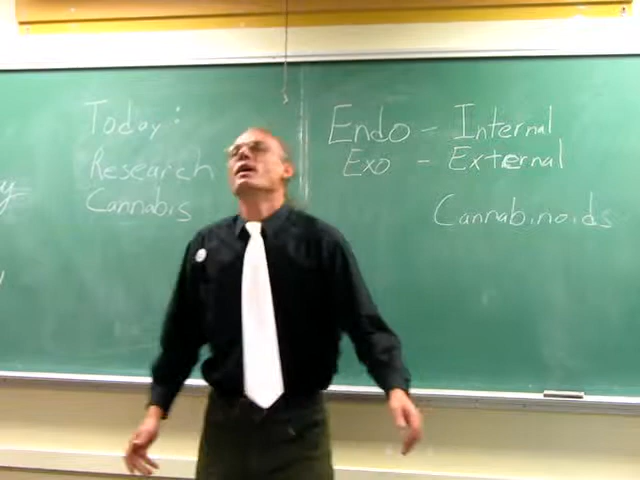 Today:
Research
Cannabis
Endo - Internal
Exo - External
Cannabinoids